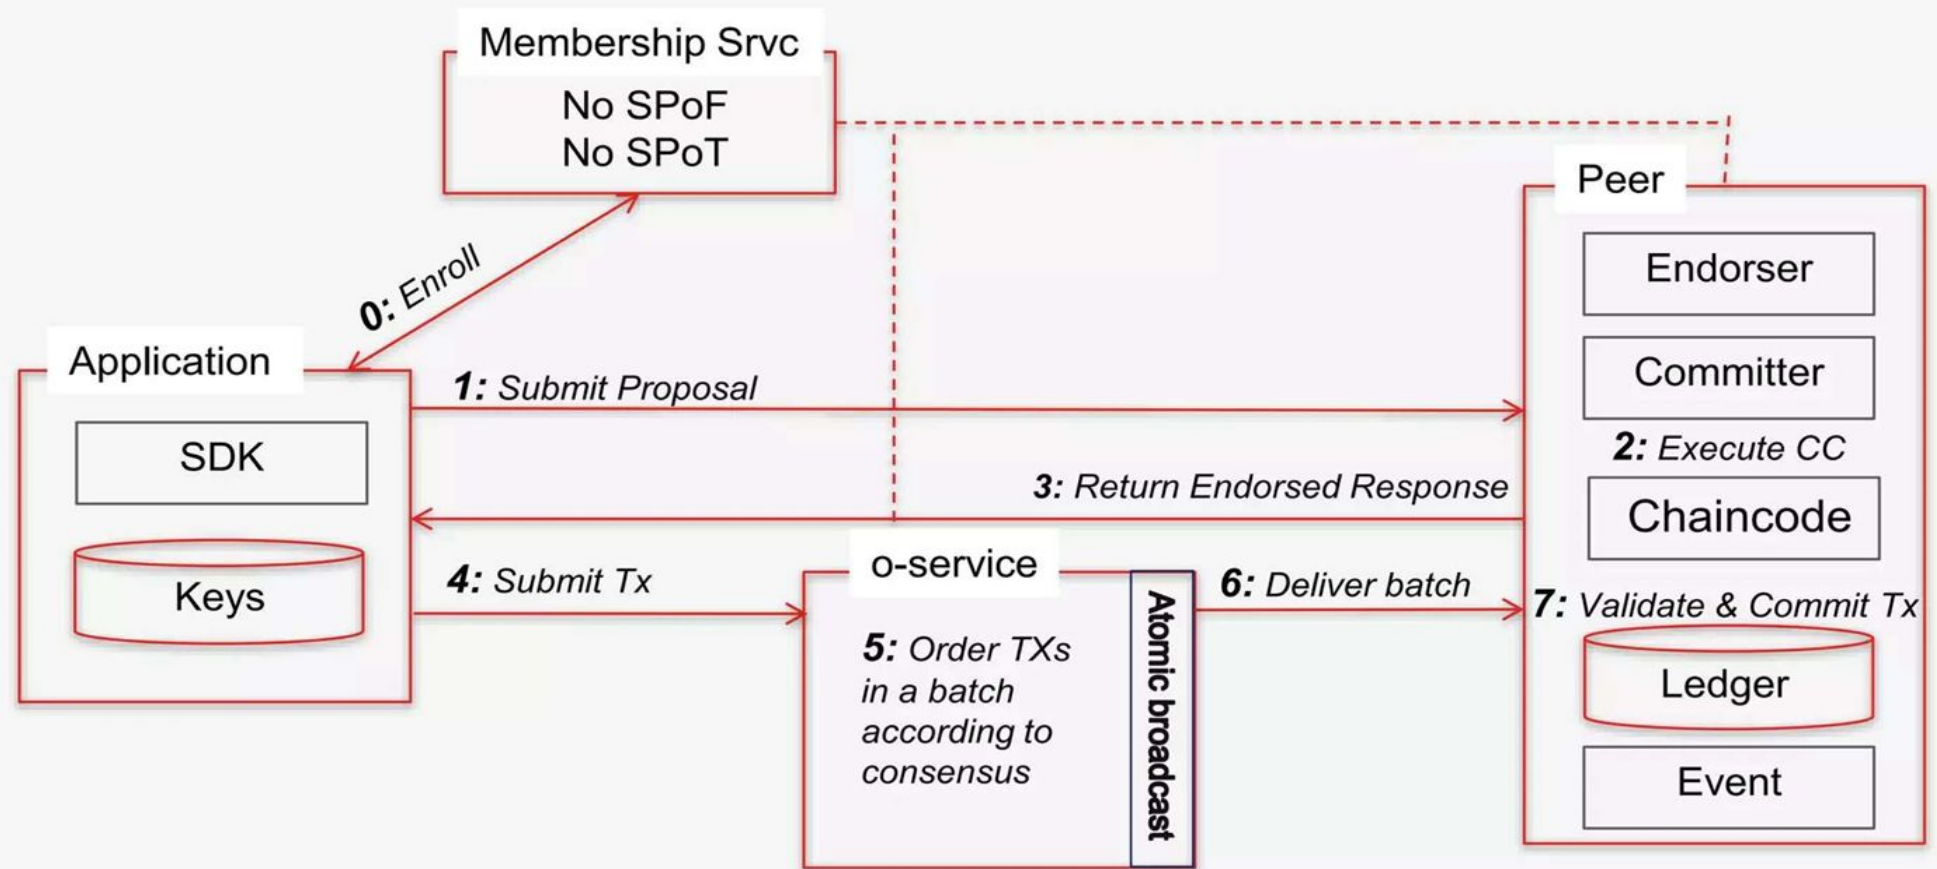 Membership Srvc
No SPoF
No SPoT
Peer
Endorser
0: Enroll
Application
Committer
1: Submit Proposal
2: Execute CC
SDK
3: Return Endorsed Response
Chaincode
o-service
4: Submit Tx
6: Deliver batch
Keys
7: Validate & Commit Tx
5: Order TXs
in a batch
according to
consensus
Atomic broadcast
Ledger
Event